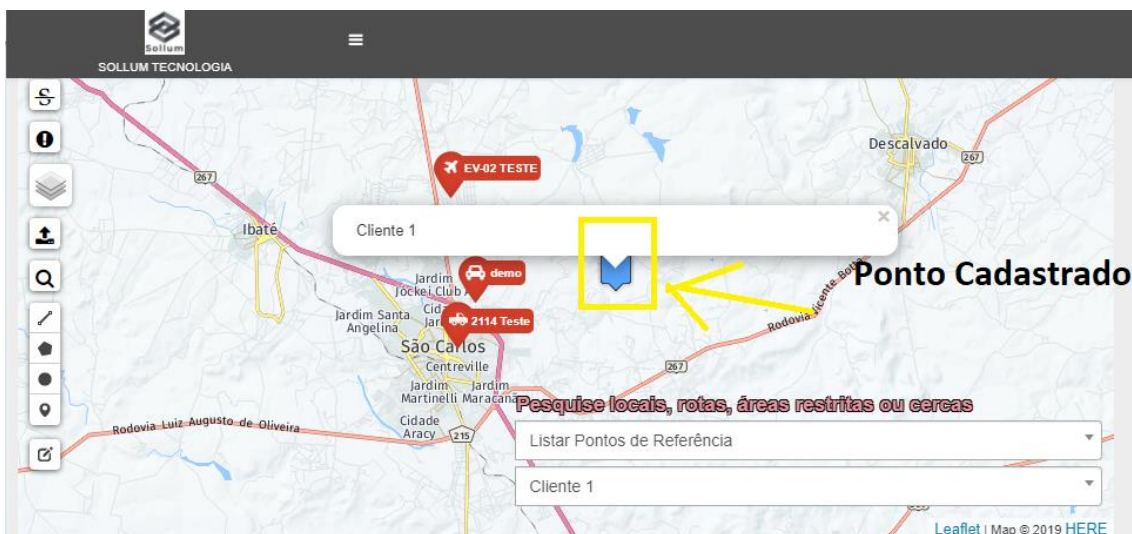 Sollum
SOLLUM TECNOLOGIA
Descalvado
267
EV-02 TESTE
267
Ibaté
Cliente 1
×
Ponto Cadastrado
Jardim
Jockei Club A
demo
Jardim Santa
Angelina
Cid
Jar
2114 Teste
Rodovia Vicente Botta
São Carlos
Centreville
267
Jardim
Martinelli
Jardim
Maracanã
Pesquise locais, rotas, áreas restritas ou cercas
Rodovia Luiz Augusto de Oliveira
Cidade
Aracy
215
Listar Pontos de Referência
Cliente 1
Leaflet | Map © 2019 HERE